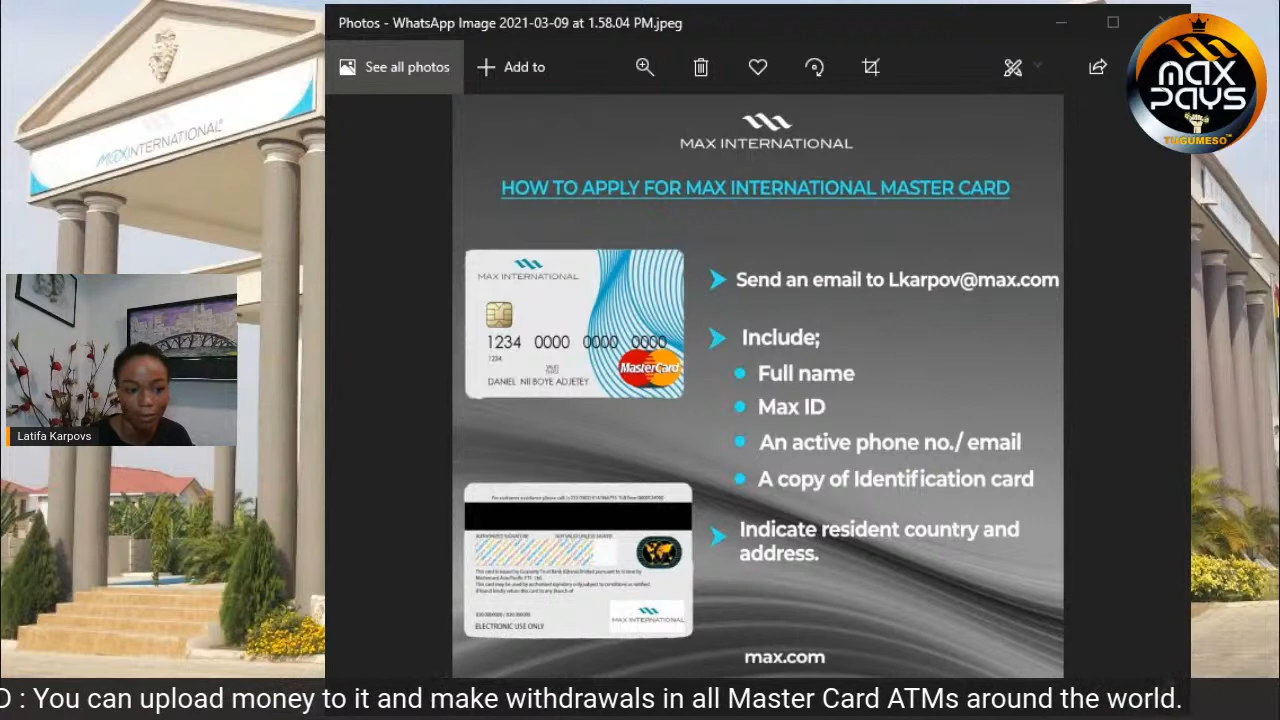 Photos - WhatsApp Image 2021-03-09 at 1.58.04 PM.jpeg
See all photos
Add to
max
pays
TUGUMESO™
MAX INTERNATIONAL®
MAX INTERNATIONAL
HOW TO APPLY FOR MAX INTERNATIONAL MASTER CARD
MAX INTERNATIONAL
1234 0000 0000 0000
1234
DANIEL NII BOYE ADJETEY
MasterCard
Send an email to Lkarpov@max.com
Include;
Full name
Max ID
An active phone no./ email
A copy of Identification card
Indicate resident country and
address.
AUTHORIZED SIGNATURE
ELECTRONIC USE ONLY
MAX INTERNATIONAL
max.com
Latifa Karpovs
D : You can upload money to it and make withdrawals in all Master Card ATMs around the world.